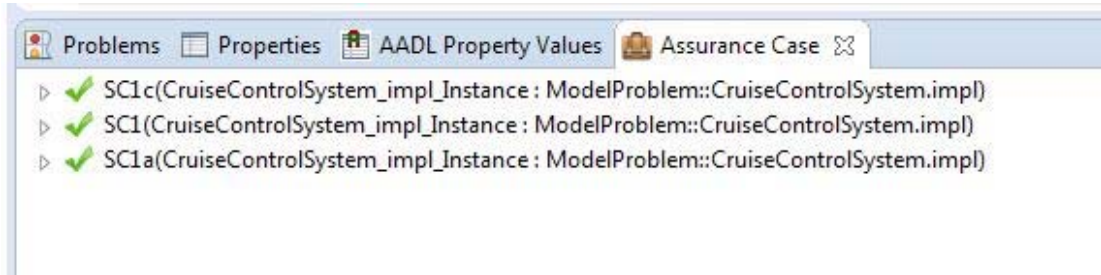 Problems Properties AADL Property Values Assurance Case
SC1c(CruiseControlSystem_impl_Instance : ModelProblem::CruiseControlSystem.impl)
SC1(CruiseControlSystem_impl_Instance : ModelProblem::CruiseControlSystem.impl)
SC1a(CruiseControlSystem_impl_Instance : ModelProblem::CruiseControlSystem.impl)